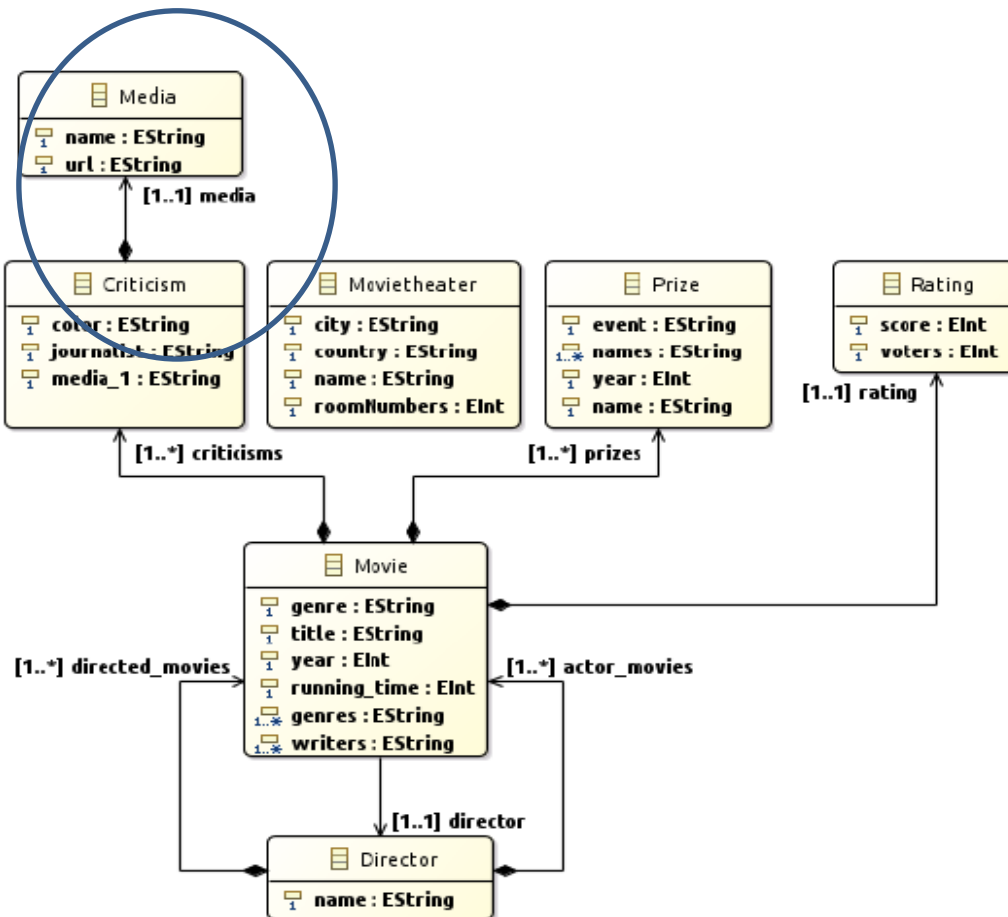 Media
name : EString
url : EString
[1..1] media
Criticism
color : EString
journalist : EString
media_1 : EString
Movietheater
city : EString
country : EString
name : EString
roomNumbers : EInt
Prize
event : EString
names : EString
year : EInt
name : EString
Rating
score : EInt
voters : EInt
[1..1] rating
[1..*] criticisms
[1..*] prizes
Movie
genre : EString
title : EString
year : EInt
running_time : EInt
genres : EString
writers : EString
[1..*] directed_movies
[1..*] actor_movies
[1..1] director
Director
name : EString